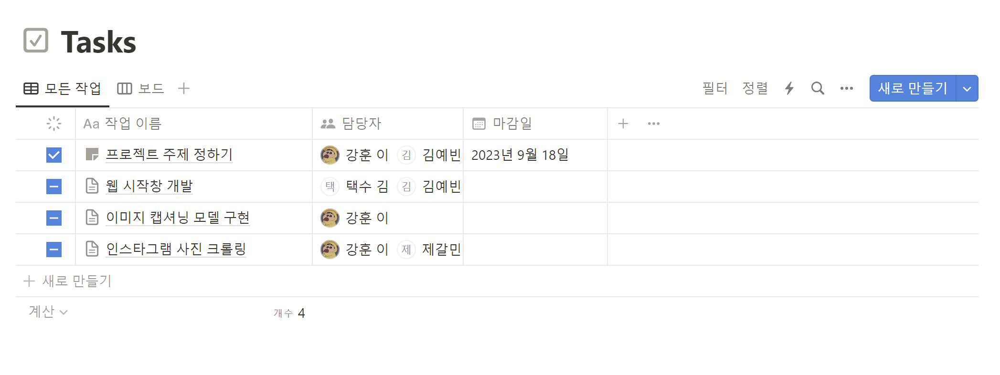 Tasks
모든 작업 보드 필터 정렬 새로 만들기
Aa 작업 이름 담당자 마감일
프로젝트 주제 정하기 강훈 이 김 김예빈 2023년 9월 18일
웹 시작창 개발 택 택수 김 김 김예빈
이미지 캡셔닝 모델 구현 강훈 이
인스타그램 사진 크롤링 강훈 이 제 제갈민
새로 만들기
계산 개수 4